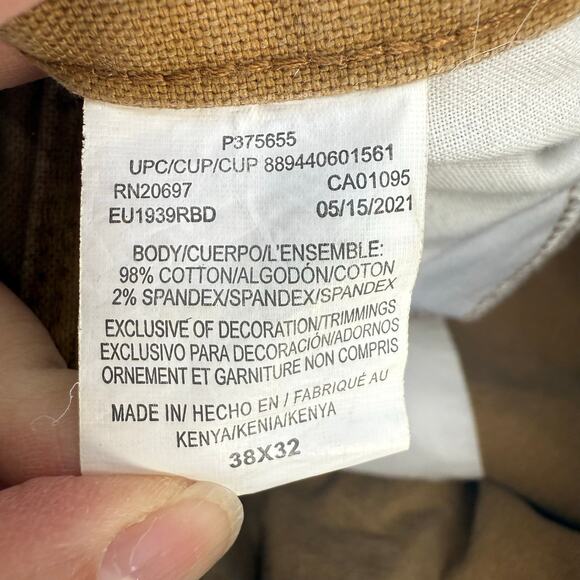 P375655
UPC/CUP/CUP 889440601561
RN20697 CA01095
EU1939RBD 05/15/2021
BODY/CUERPO/L'ENSEMBLE:
98% COTTON/ALGODÓN/COTON
2% SPANDEX/SPANDEX/SPANDEX
EXCLUSIVE OF DECORATION/TRIMMINGS
EXCLUSIVO PARA DECORACIÓN/ADORNOS
ORNEMENT ET GARNITURE NON COMPRIS
MADE IN/ HECHO EN / FABRIQUÉ AU
KENYA/KENIA/KENYA
38X32